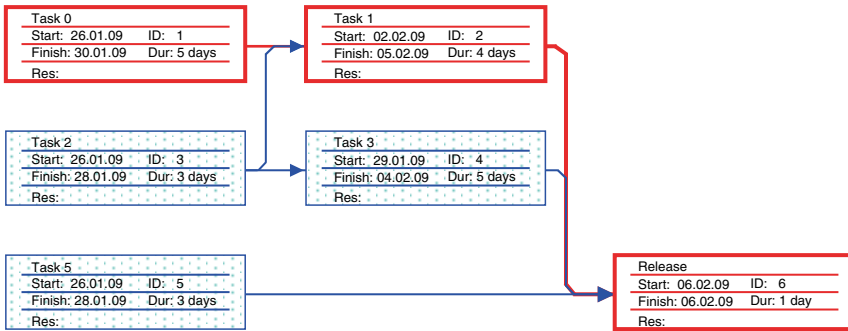 Task 0
Start: 26.01.09 ID: 1
Finish: 30.01.09 Dur: 5 days
Res:
Task 1
Start: 02.02.09 ID: 2
Finish: 05.02.09 Dur: 4 days
Res:
Task 2
Start: 26.01.09 ID: 3
Finish: 28.01.09 Dur: 3 days
Res:
Task 3
Start: 29.01.09 ID: 4
Finish: 04.02.09 Dur: 5 days
Res:
Task 5
Start: 26.01.09 ID: 5
Finish: 28.01.09 Dur: 3 days
Res:
Release
Start: 06.02.09 ID: 6
Finish: 06.02.09 Dur: 1 day
Res: